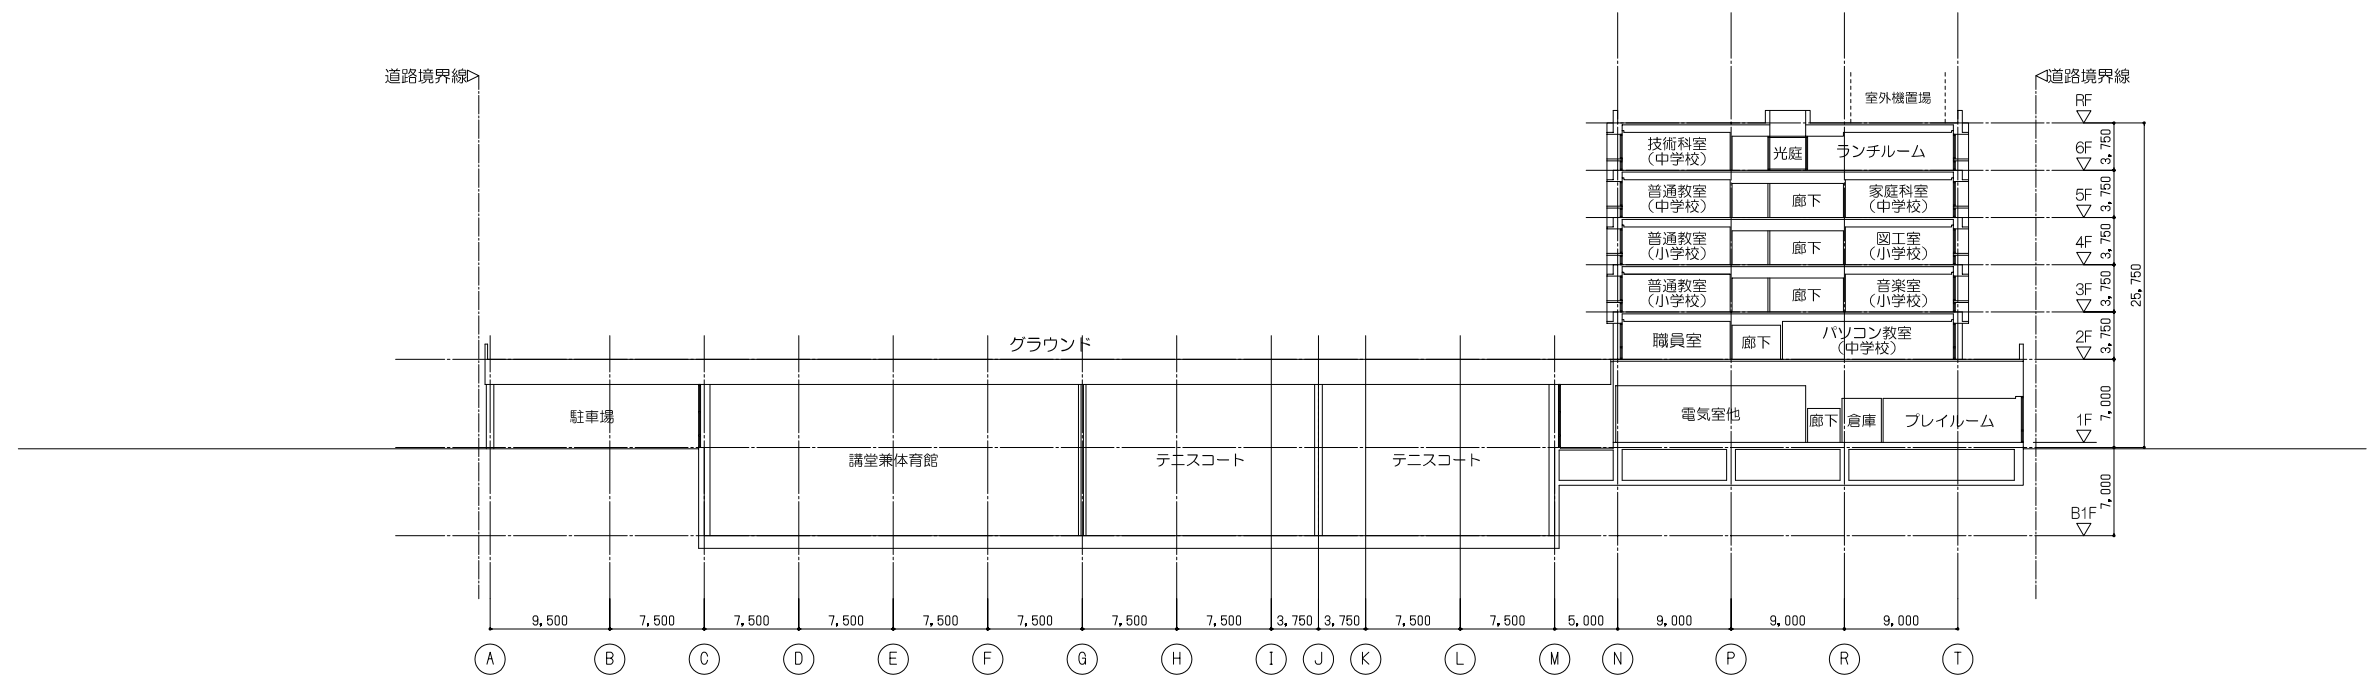 道路境界線
道路境界線
室外機置場
RF
技術科室
(中学校)
光庭
ランチルーム
6F
3,750
普通教室
(中学校)
廊下
家庭科室
(中学校)
5F
3,750
普通教室
(小学校)
廊下
図工室
(小学校)
4F
3,750
普通教室
(小学校)
廊下
音楽室
(小学校)
3F
3,750
25,750
グラウンド
職員室
廊下
パソコン教室
(中学校)
2F
3,750
駐車場
電気室他
廊下
倉庫
プレイルーム
1F
7,000
講堂兼体育館
テニスコート
テニスコート
7,000
B1F
9,500
7,500
7,500
7,500
7,500
7,500
7,500
7,500
3,750
3,750
7,500
7,500
5,000
9,000
9,000
9,000
A
B
C
D
E
F
G
H
I
J
K
L
M
N
P
R
T